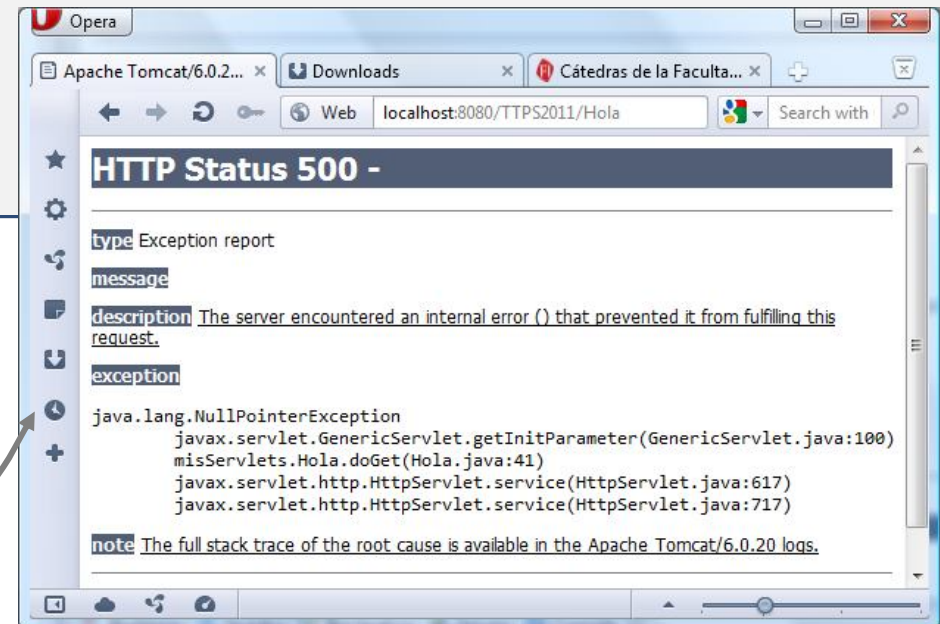 Opera
Apache Tomcat/6.0.2...
Downloads
Cátedras de la Faculta...
Web
localhost:8080/TTPS2011/Hola
Search with
HTTP Status 500 -
type Exception report
message
description The server encountered an internal error () that prevented it from fulfilling this
request.
exception
java.lang.NullPointerException
javax.servlet.GenericServlet.getInitParameter(GenericServlet.java:100)
misServlets.Hola.doGet(Hola.java:41)
javax.servlet.http.HttpServlet.service(HttpServlet.java:617)
javax.servlet.http.HttpServlet.service(HttpServlet.java:717)
note The full stack trace of the root cause is available in the Apache Tomcat/6.0.20 logs.